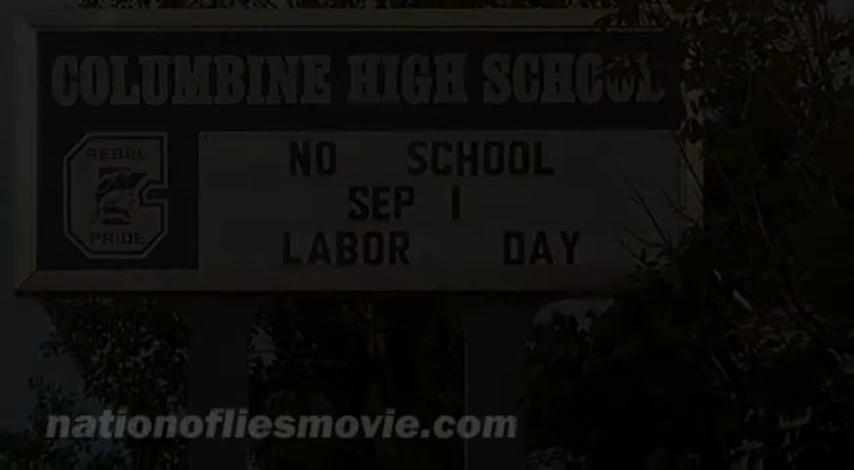 COLUMBINE HIGH SCHOOL
REBEL
PRIDE
NO SCHOOL
SEP 1
LABOR DAY
nationofliesmovie.com